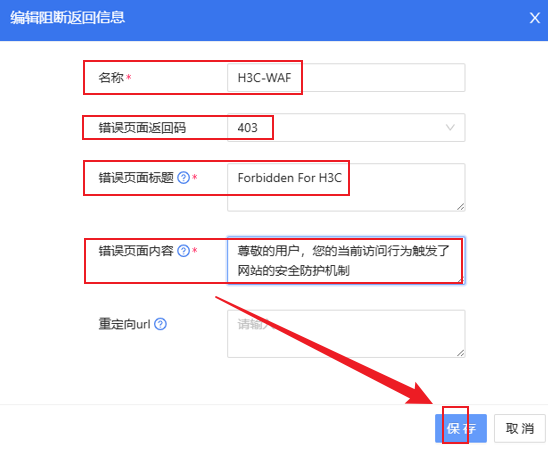 编辑阻断返回信息
名称*
H3C-WAF
错误页面返回码
403
错误页面标题 ? *
Forbidden For H3C
错误页面内容 ? *
尊敬的用户，您的当前访问行为触发了
网站的安全防护机制
重定向url ?
请输入
保 存
取 消